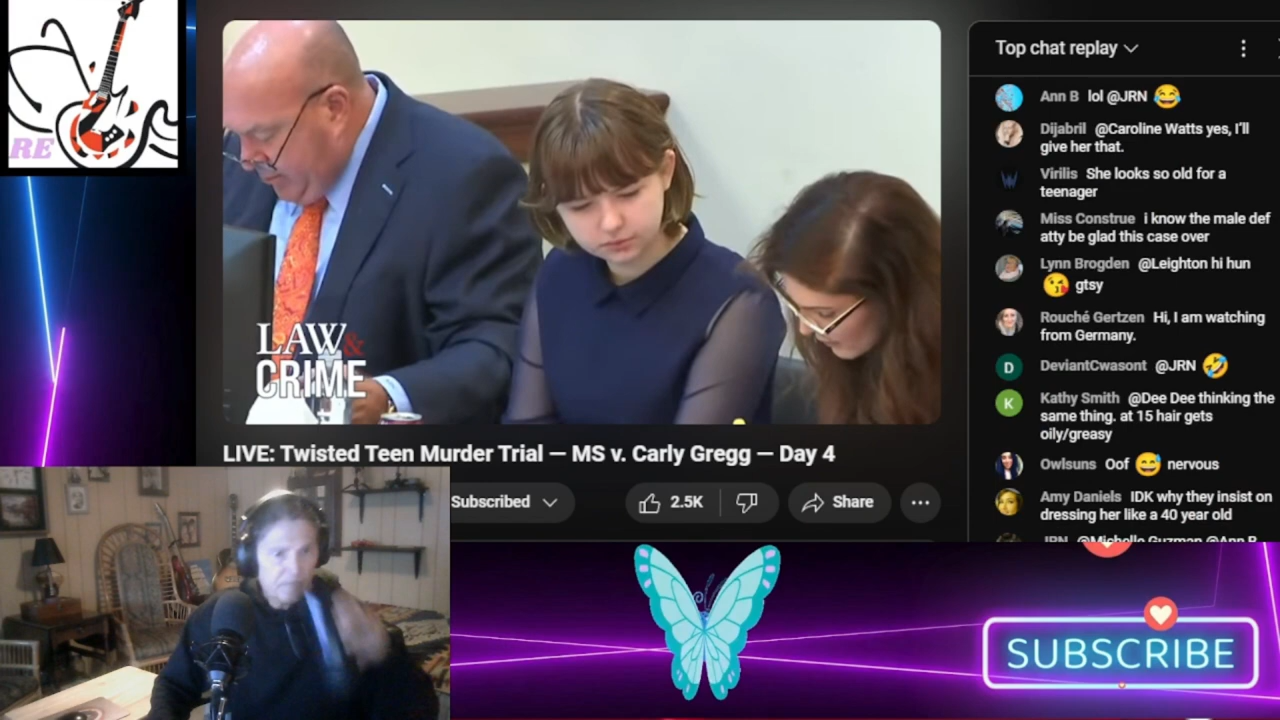 RE
LAW&
CRIME
LIVE: Twisted Teen Murder Trial — MS v. Carly Gregg — Day 4
Subscribed
2.5K
Share
Top chat replay
Ann B lol @JRN 😂
Dijabril @Caroline Watts yes, I'll
give her that.
Virilis She looks so old for a
teenager
Miss Construe i know the male def
atty be glad this case over
Lynn Brogden @Leighton hi hun
😘 gtsy
Rouché Gertzen Hi, I am watching
from Germany.
D
DeviantCwasont @JRN 🤣
K
Kathy Smith @Dee Dee thinking the
same thing. at 15 hair gets
oily/greasy
Owlsuns Oof 😅 nervous
Amy Daniels IDK why they insist on
dressing her like a 40 year old
JRN @Michelle Guzman @Ann B
SUBSCRIBE